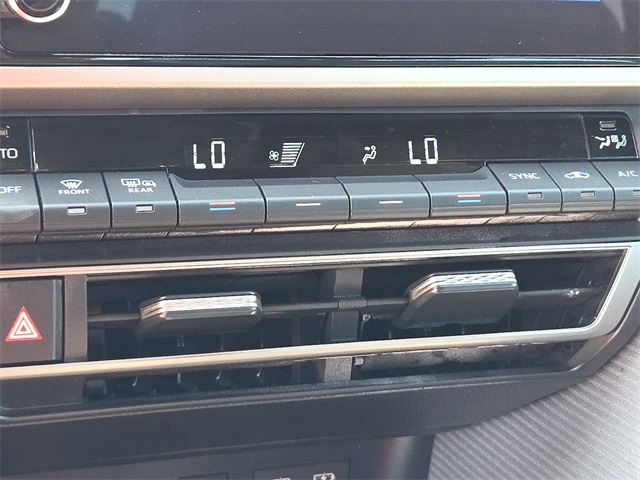 LO LO
TO
OFF FRONT REAR SYNC A/C